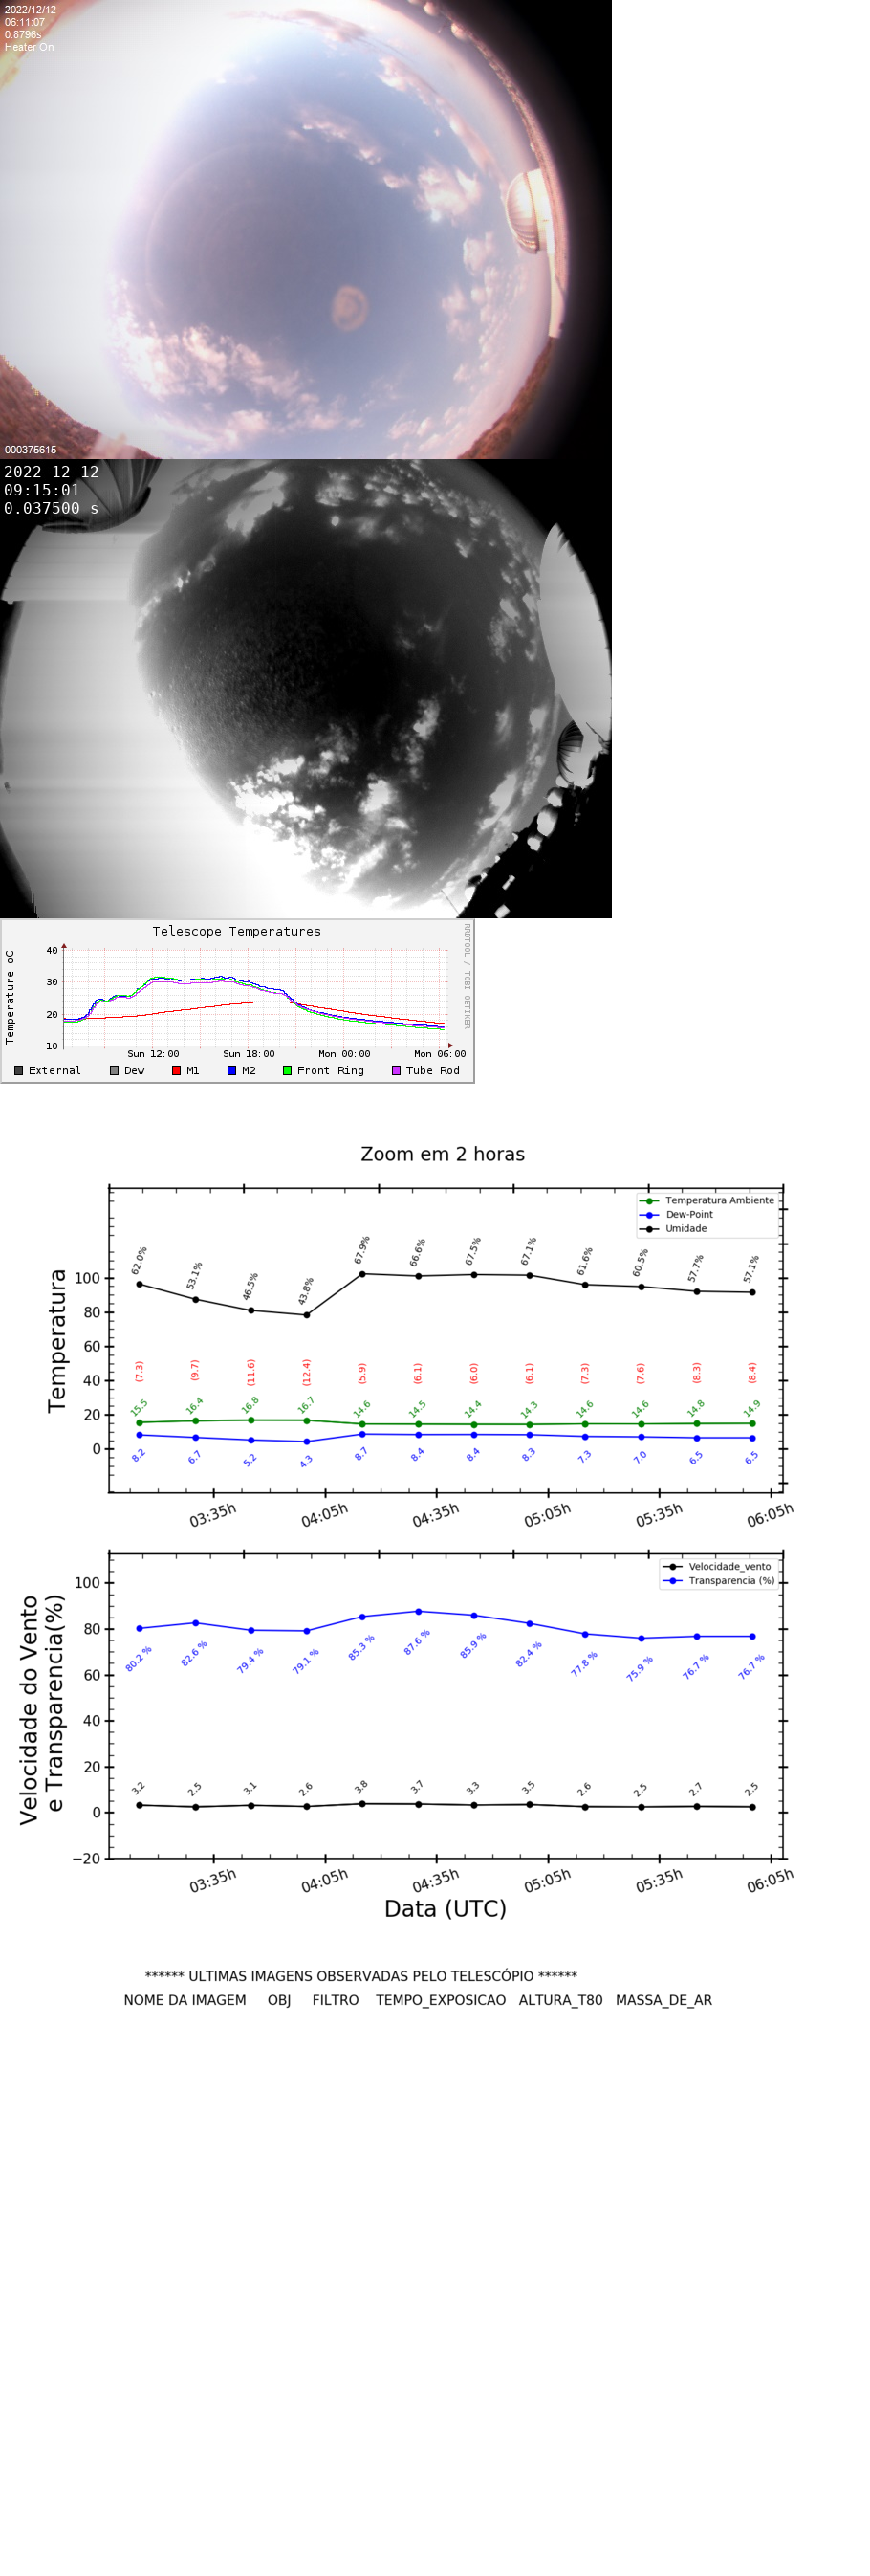 2022/12/12
06:11:07
0.8796s
Heater On
000375615
2022-12-12
09:15:01
0.037500 s
Telescope Temperatures
RRDTOOL / TOBI OETIKER
Temperature oC
40
30
20
10
Sun 12:00 Sun 18:00 Mon 00:00 Mon 06:00
External Dew M1 M2 Front Ring Tube Rod
Zoom em 2 horas
Temperatura Ambiente
Dew-Point
Umidade
Temperatura
100
80
60
40
20
0
62.0% 53.1% 46.5% 43.8% 67.9% 66.6% 67.5% 67.1% 61.6% 60.5% 57.7% 57.1%
(7.3) (9.7) (11.6) (12.4) (5.9) (6.1) (6.0) (6.1) (7.3) (7.6) (8.3) (8.4)
15.5 16.4 16.8 16.7 14.6 14.5 14.4 14.3 14.6 14.6 14.8 14.9
8.2 6.7 5.2 4.3 8.7 8.4 8.4 8.3 7.3 7.0 6.5 6.5
03:35h 04:05h 04:35h 05:05h 05:35h 06:05h
Velocidade_vento
Transparencia (%)
Velocidade do Vento
e Transparencia(%)
100
80
60
40
20
0
−20
80.2 % 82.6 % 79.4 % 79.1 % 85.3 % 87.6 % 85.9 % 82.4 % 77.8 % 75.9 % 76.7 % 76.7 %
3.2 2.5 3.1 2.6 3.8 3.7 3.3 3.5 2.6 2.5 2.7 2.5
03:35h 04:05h 04:35h 05:05h 05:35h 06:05h
Data (UTC)
****** ULTIMAS IMAGENS OBSERVADAS PELO TELESCÓPIO ******
NOME DA IMAGEM OBJ FILTRO TEMPO_EXPOSICAO ALTURA_T80 MASSA_DE_AR